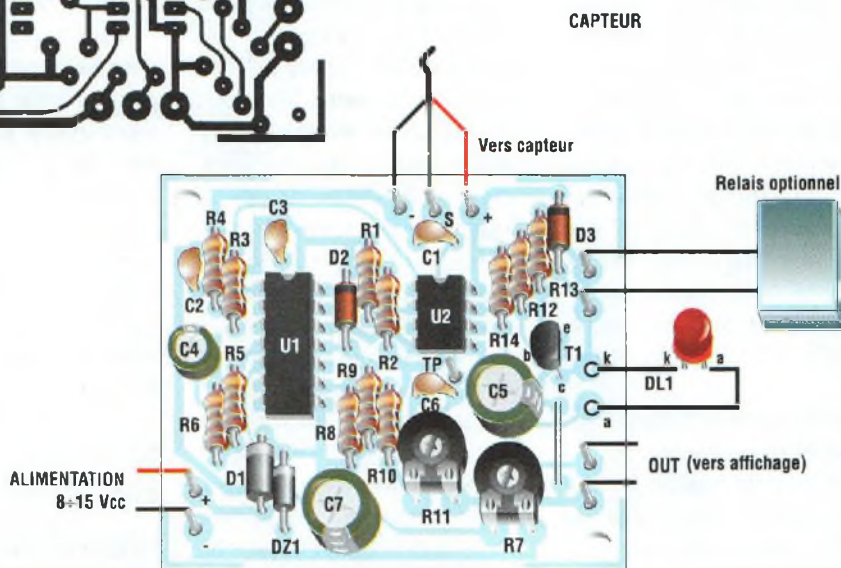 CAPTEUR
Vers capteur
Relais optionnel
- S +
C3
R4
R3
R1
D2
C1
D3
C2
R13
R12
R14
U1
U2
e
T1
b
c
k
k
a
DL1
a
C4
R5
R9
R2
TP
C6
C5
R6
R8
R10
OUT (vers affichage)
ALIMENTATION
8÷15 Vcc
+
-
D1
DZ1
C7
R11
R7